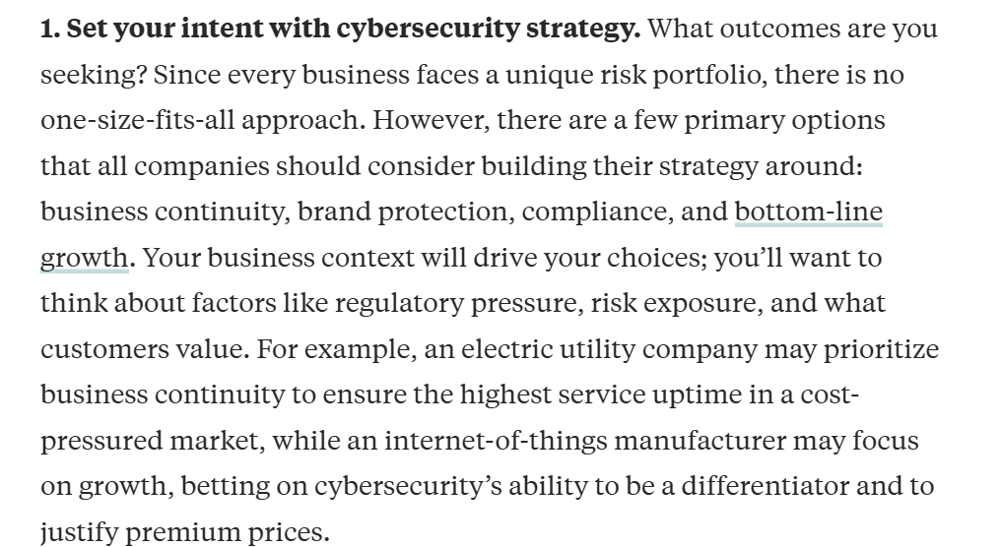 1. Set your intent with cybersecurity strategy. What outcomes are you
seeking? Since every business faces a unique risk portfolio, there is no
one-size-fits-all approach. However, there are a few primary options
that all companies should consider building their strategy around:
business continuity, brand protection, compliance, and bottom-line
growth. Your business context will drive your choices; you’ll want to
think about factors like regulatory pressure, risk exposure, and what
customers value. For example, an electric utility company may prioritize
business continuity to ensure the highest service uptime in a cost-
pressured market, while an internet-of-things manufacturer may focus
on growth, betting on cybersecurity’s ability to be a differentiator and to
justify premium prices.